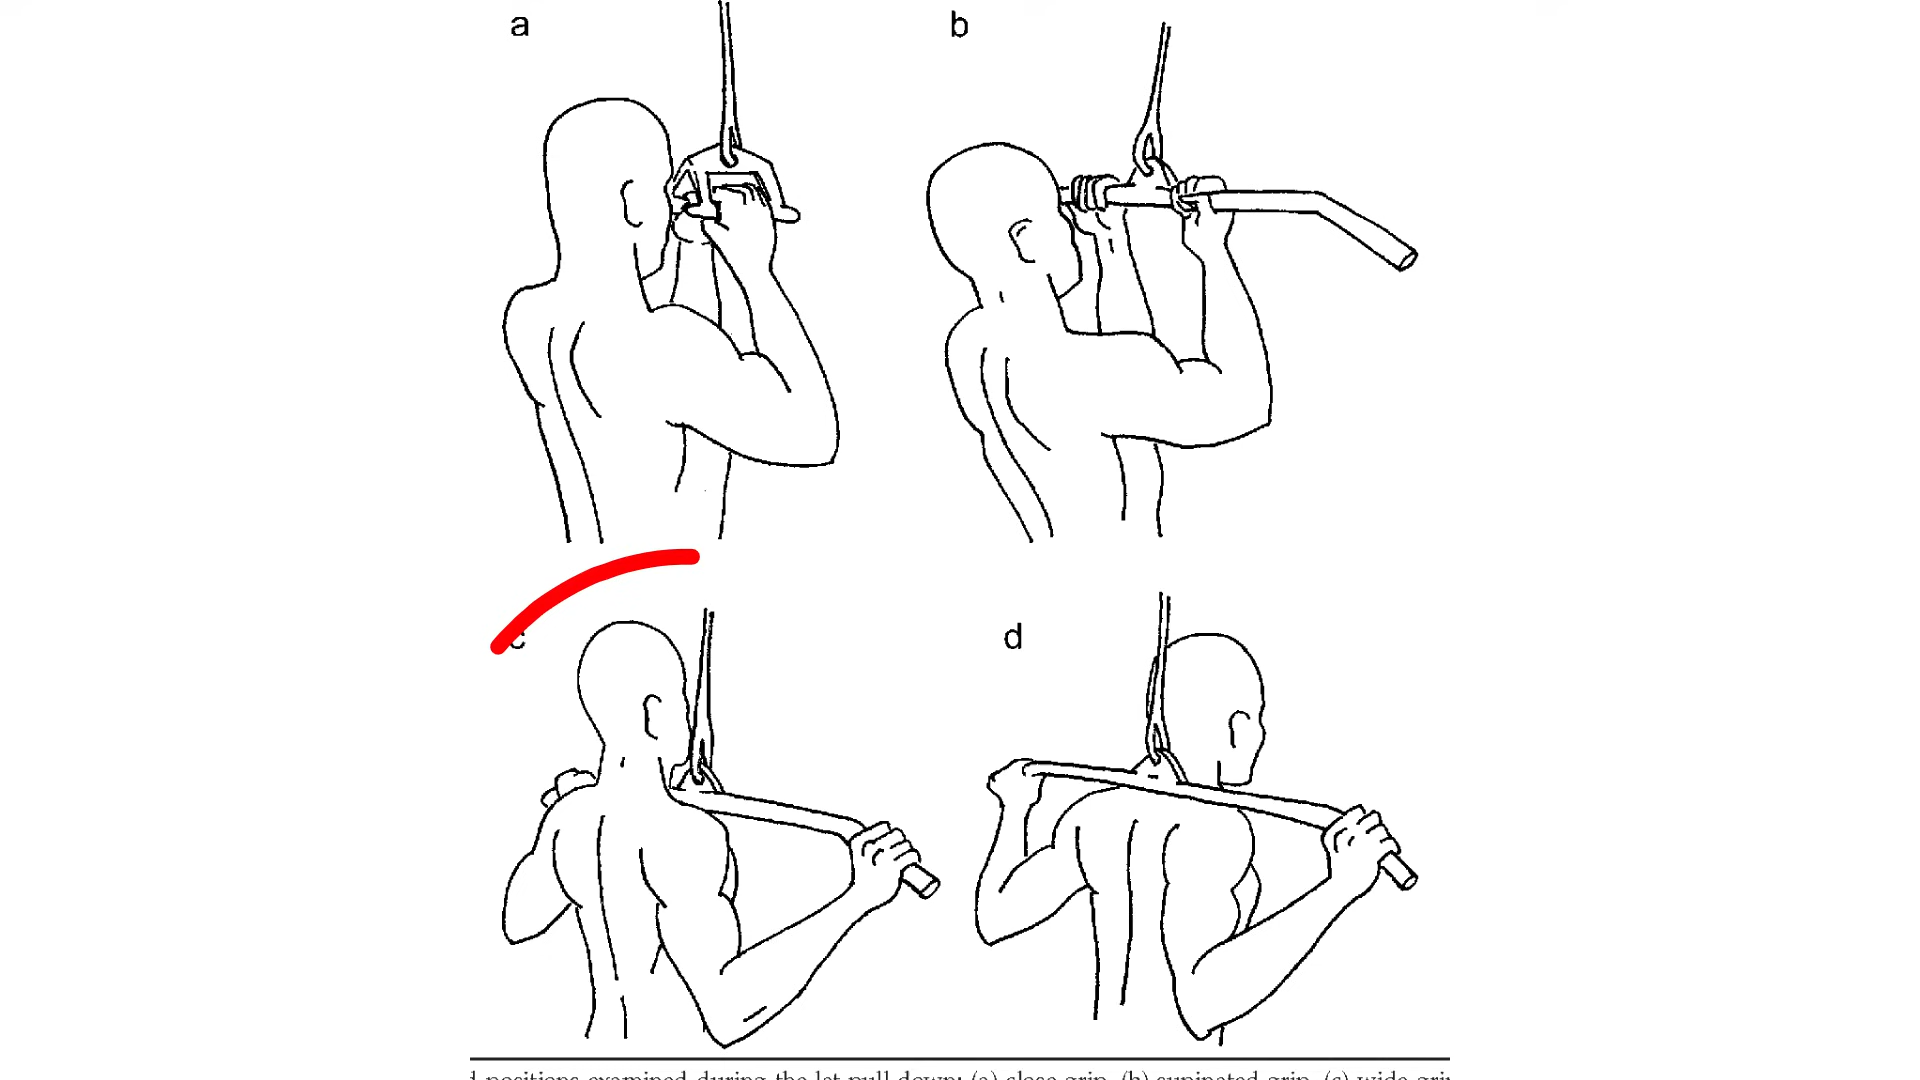 a
b
c
d
positions examined during the lat pull down: (a) close grip, (b) supinated grip, (c) wide grip